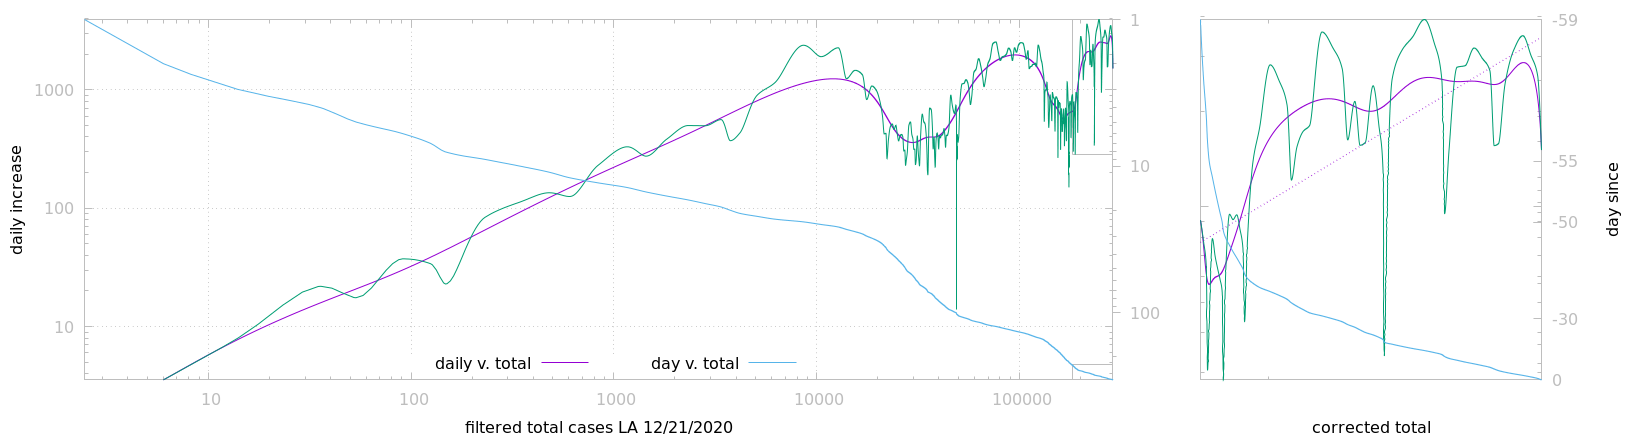 1
-59
1000
daily increase
10
-55
day since
100
-50
10
100
-30
daily v. total
day v. total
0
10
100
1000
10000
100000
filtered total cases LA 12/21/2020
corrected total